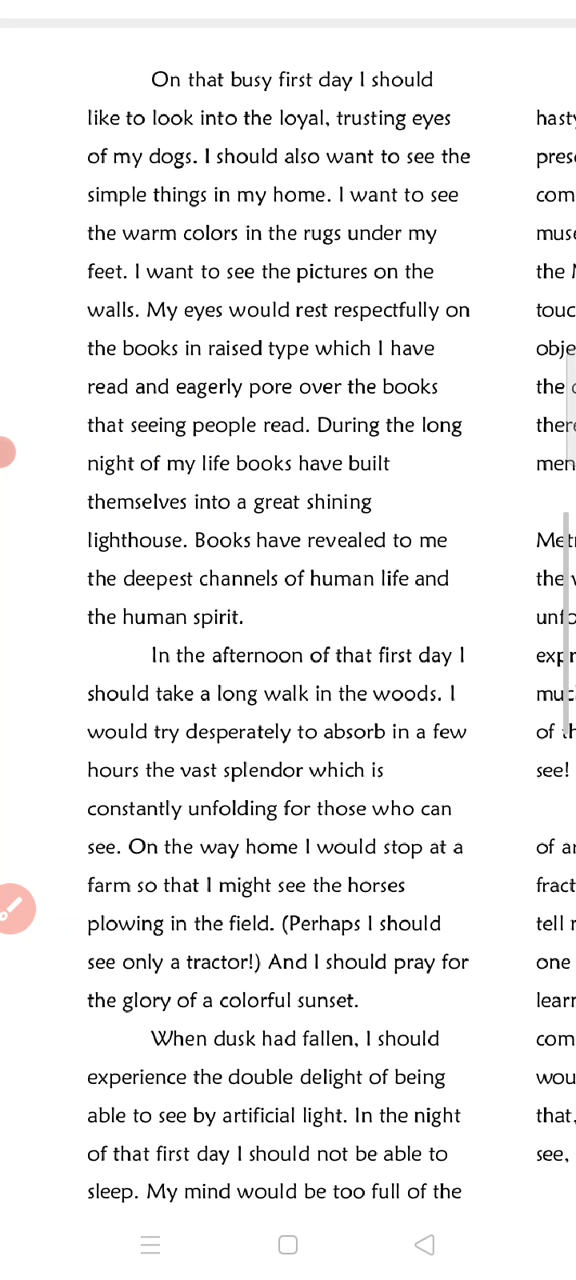 On that busy first day I should
like to look into the loyal, trusting eyes
of my dogs. I should also want to see the
simple things in my home. I want to see
the warm colors in the rugs under my
feet. I want to see the pictures on the
walls. My eyes would rest respectfully on
the books in raised type which I have
read and eagerly pore over the books
that seeing people read. During the long
night of my life books have built
themselves into a great shining
lighthouse. Books have revealed to me
the deepest channels of human life and
the human spirit.
In the afternoon of that first day I
should take a long walk in the woods. I
would try desperately to absorb in a few
hours the vast splendor which is
constantly unfolding for those who can
see. On the way home I would stop at a
farm so that I might see the horses
plowing in the field. (Perhaps I should
see only a tractor!) And I should pray for
the glory of a colorful sunset.
When dusk had fallen, I should
experience the double delight of being
able to see by artificial light. In the night
of that first day I should not be able to
sleep. My mind would be too full of the
the
the
the
of
see!
of
tell
one
that,
see,